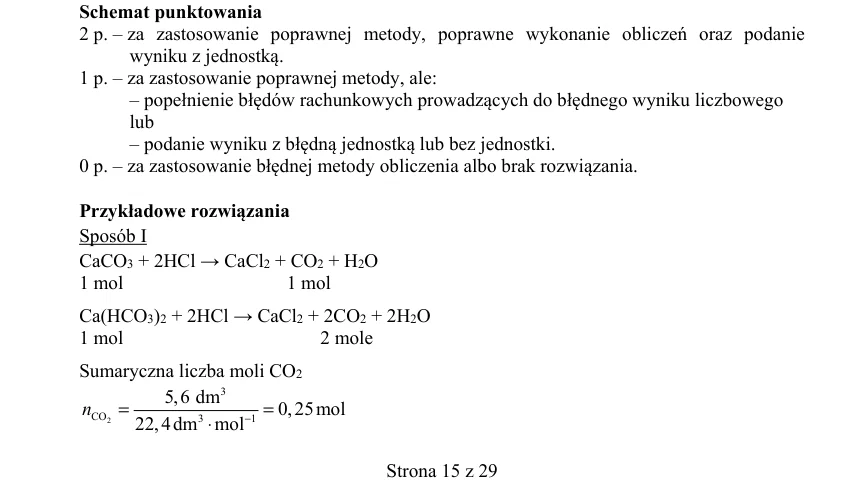 Schemat punktowania
2 p. – za zastosowanie poprawnej metody, poprawne wykonanie obliczeń oraz podanie
wyniku z jednostką.
1 p. – za zastosowanie poprawnej metody, ale:
– popełnienie błędów rachunkowych prowadzących do błędnego wyniku liczbowego
lub
– podanie wyniku z błędną jednostką lub bez jednostki.
0 p. – za zastosowanie błędnej metody obliczenia albo brak rozwiązania.
Przykładowe rozwiązania
Sposób I
CaCO3 + 2HCl → CaCl2 + CO2 + H2O
1 mol 1 mol
Ca(HCO3)2 + 2HCl → CaCl2 + 2CO2 + 2H2O
1 mol 2 mole
Sumaryczna liczba moli CO2
n CO2 = 5,6 dm³ / 22,4 dm³ · mol⁻¹ = 0,25 mol
Strona 15 z 29